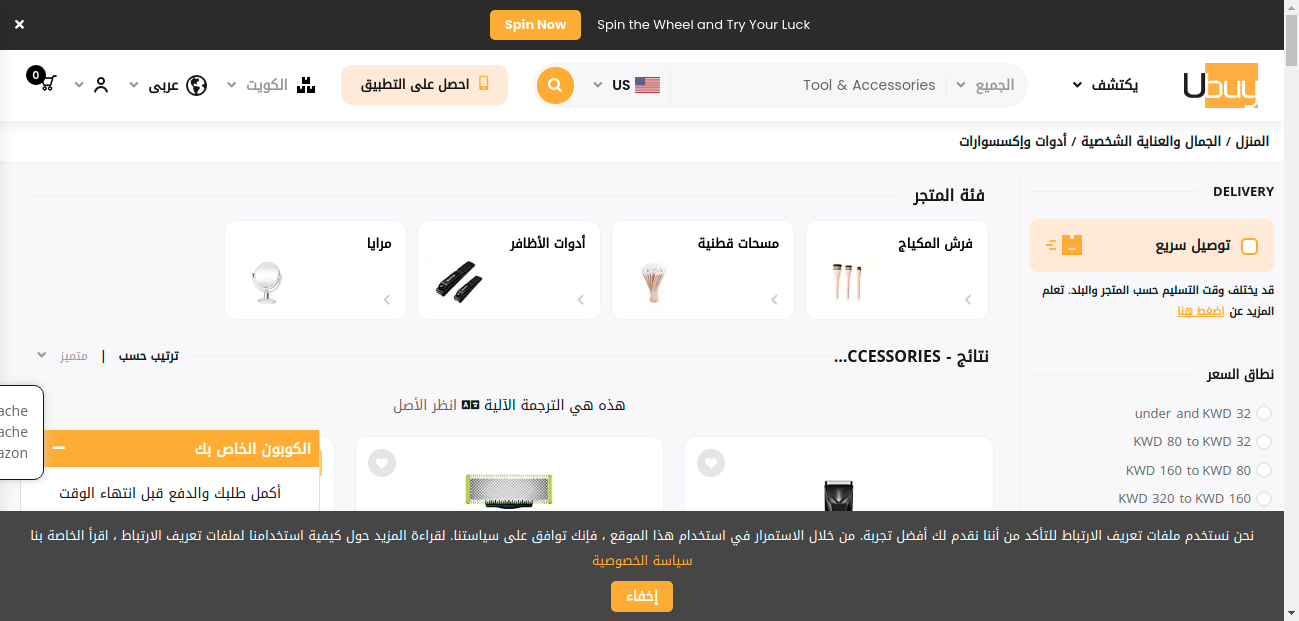 Spin the Wheel and Try Your Luck
Spin Now
Ubuy
يكتشف
الجميع
Tool & Accessories
US
احصل على التطبيق
الكويت
عربى
0
المنزل / الجمال والعناية الشخصية / أدوات وإكسسوارات
DELIVERY
توصيل سريع
قد يختلف وقت التسليم حسب المتجر والبلد. تعلم
المزيد عن اضغط هنا
نطاق السعر
under and KWD 32
KWD 80 to KWD 32
KWD 160 to KWD 80
KWD 320 to KWD 160
فئة المتجر
فرش المكياج
مسحات قطنية
أدوات الأظافر
مرايا
نتائج - CCESSORIES...
ترتيب حسب | متميز
هذه هي الترجمة الآلية انظر الأصل
ache
ache
azon
الكوبون الخاص بك
أكمل طلبك والدفع قبل انتهاء الوقت
نحن نستخدم ملفات تعريف الارتباط للتأكد من أننا نقدم لك أفضل تجربة. من خلال الاستمرار في استخدام هذا الموقع ، فإنك توافق على سياستنا. لقراءة المزيد حول كيفية استخدامنا لملفات تعريف الارتباط ، اقرأ الخاصة بنا
سياسة الخصوصية
إخفاء